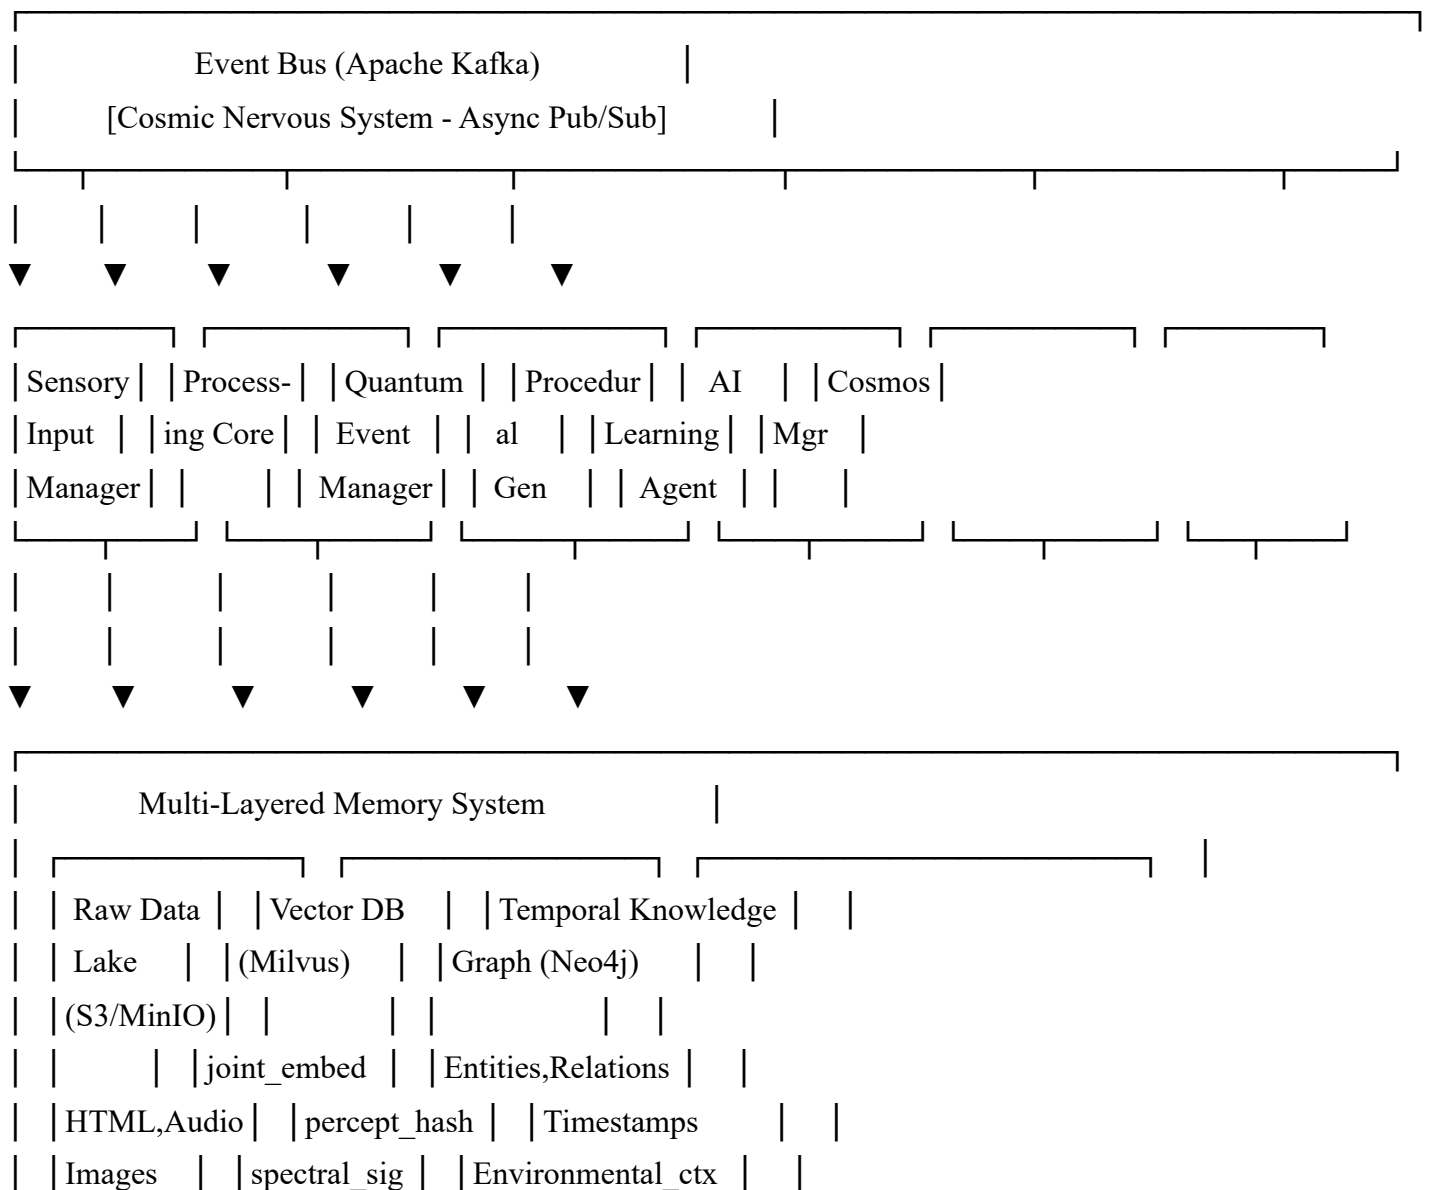 Event Bus (Apache Kafka)
[Cosmic Nervous System - Async Pub/Sub]
│Sensory│ │Process-│ │Quantum │ │Procedur│ │ AI │ │Cosmos│
│Input │ │ing Core│ │ Event │ │ al │ │Learning│ │Mgr │
│Manager│ │ │ │ Manager│ │ Gen │ │ Agent │ │ │
Multi-Layered Memory System
│ │ Raw Data │ │Vector DB │ │Temporal Knowledge │ │
│ │ Lake │ │(Milvus) │ │Graph (Neo4j) │ │
│ │(S3/MinIO)│ │ │ │ │ │
│ │ │ │joint_embed │ │Entities,Relations │ │
│ │HTML,Audio│ │percept_hash │ │Timestamps │ │
│ │Images │ │spectral_sig │ │Environmental_ctx │ │